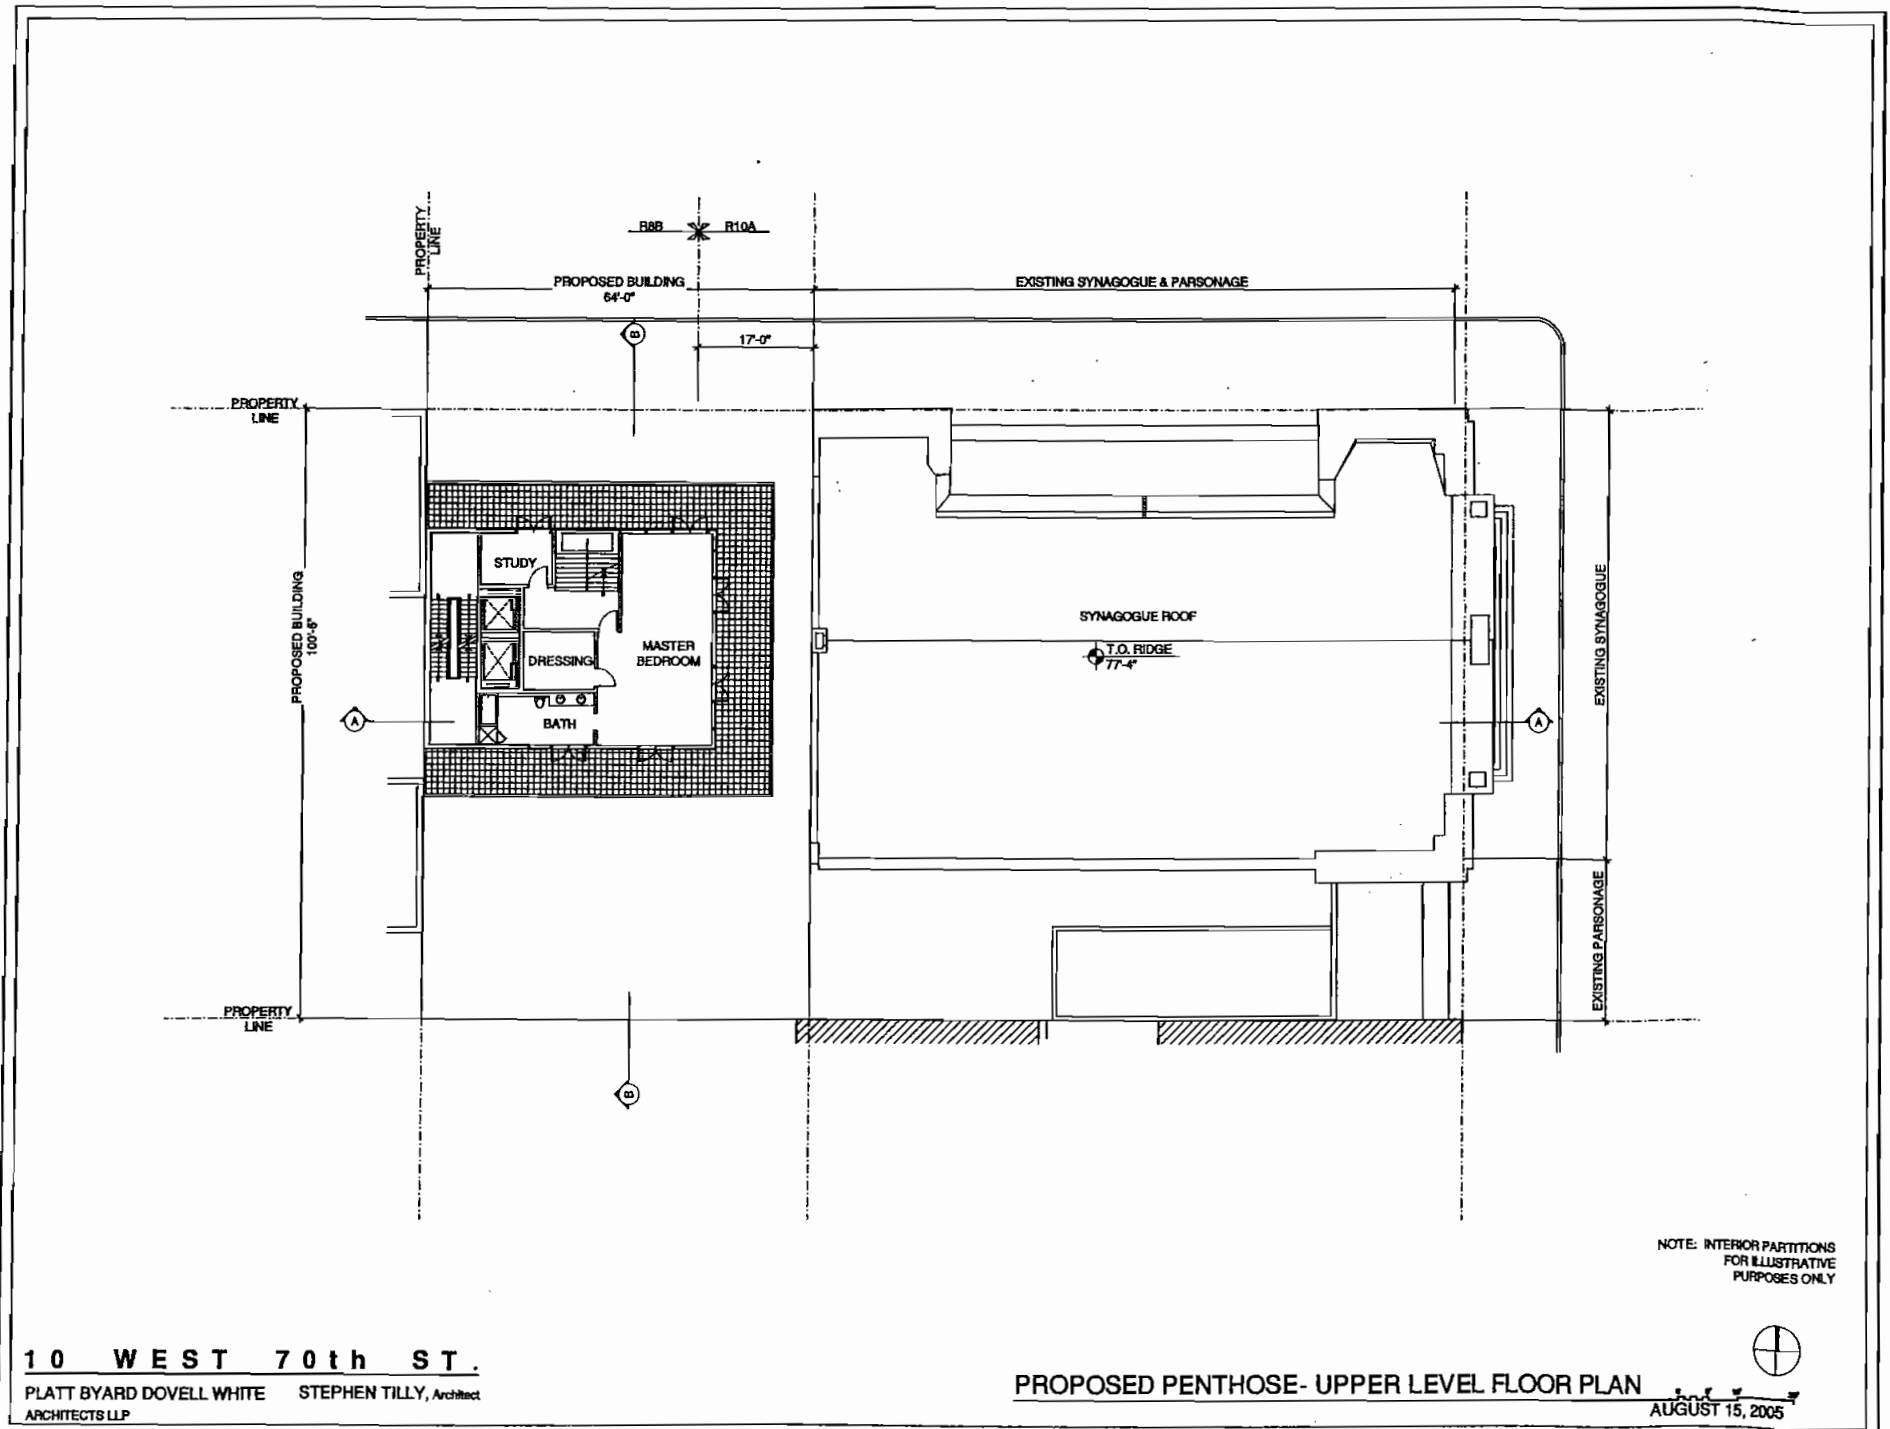 PROPERTY
LINE
R8B
R10A
PROPOSED BUILDING
64'-0"
EXISTING SYNAGOGUE & PARSONAGE
B
17'-0"
PROPERTY
LINE
STUDY
MASTER
BEDROOM
DRESSING
BATH
PROPOSED BUILDING
100'-5"
SYNAGOGUE ROOF
T.O. RIDGE
77'-4"
EXISTING SYNAGOGUE
A
A
EXISTING PARSONAGE
PROPERTY
LINE
B
NOTE: INTERIOR PARTITIONS
FOR ILLUSTRATIVE
PURPOSES ONLY
10 WEST 70th ST.
PLATT BYARD DOVELL WHITE STEPHEN TILLY, Architect
ARCHITECTS LLP
PROPOSED PENTHOSE- UPPER LEVEL FLOOR PLAN
AUGUST 15, 2005